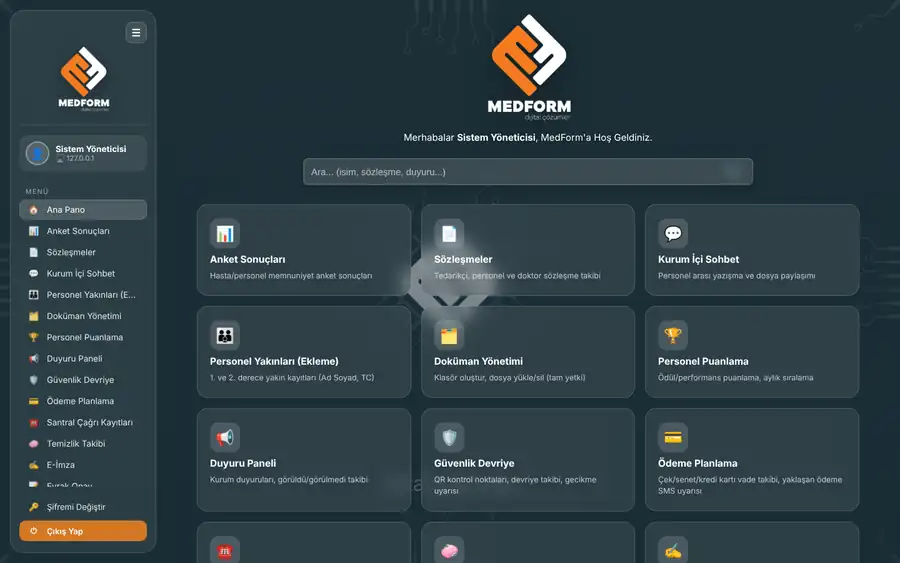 MEDFORM
dijital çözümler
Sistem Yöneticisi
127.0.0.1
MENÜ
Ana Pano
Anket Sonuçları
Sözleşmeler
Kurum İçi Sohbet
Personel Yakınları (E...
Doküman Yönetimi
Personel Puanlama
Duyuru Paneli
Güvenlik Devriye
Ödeme Planlama
Santral Çağrı Kayıtları
Temizlik Takibi
E-İmza
Evrak Onay
Şifremi Değiştir
Çıkış Yap
MEDFORM
dijital çözümler
Merhabalar Sistem Yöneticisi, MedForm'a Hoş Geldiniz.
Ara... (isim, sözleşme, duyuru...)
Anket Sonuçları
Hasta/personel memnuniyet anket sonuçları
Sözleşmeler
Tedarikçi, personel ve doktor sözleşme takibi
Kurum İçi Sohbet
Personel arası yazışma ve dosya paylaşımı
Personel Yakınları (Ekleme)
1. ve 2. derece yakın kayıtları (Ad Soyad, TC)
Doküman Yönetimi
Klasör oluştur, dosya yükle/sil (tam yetki)
Personel Puanlama
Ödül/performans puanlama, aylık sıralama
Duyuru Paneli
Kurum duyuruları, görüldü/görülmedi takibi
Güvenlik Devriye
QR kontrol noktaları, devriye takibi, gecikme
uyarısı
Ödeme Planlama
Çek/senet/kredi kartı vade takibi, yaklaşan ödeme
SMS uyarısı